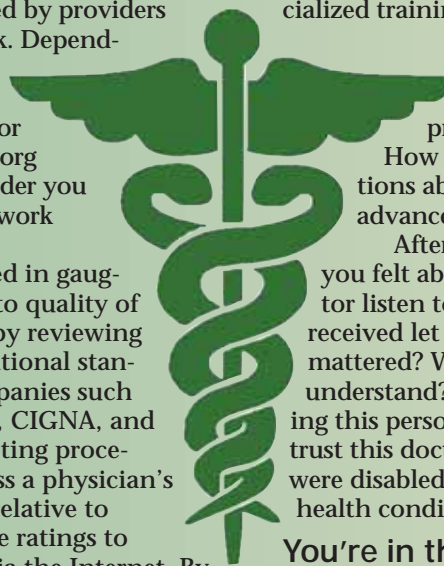 ed by providers
k. Depend-
or
org
der you
work
ed in gaug-
to quality of
by reviewing
tional stan-
panies such
, CIGNA, and
ting proce-
ss a physician's
elative to
e ratings to
cialized trainin
pr
How
tions ab
advance
After
you felt ab
tor listen to
received let
mattered? W
understand?
ing this perso
trust this doct
were disabled
health condi
You're in th